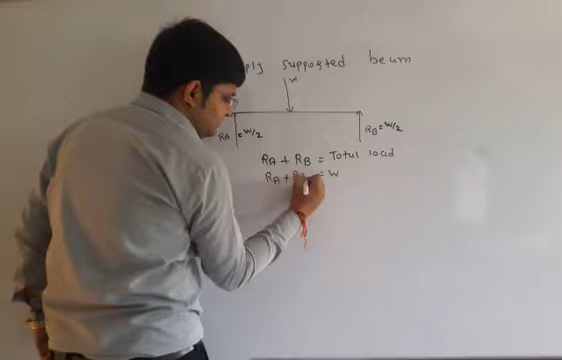 ply supported beam
W
RA = W/2
RB = W/2
RA + RB = Total load
RA + RB = W